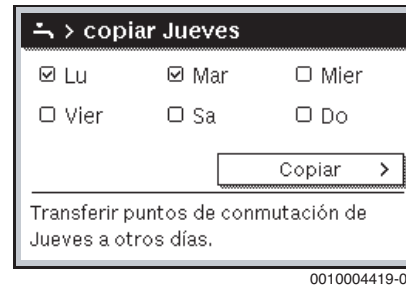 > copiar Jueves
☑ Lu ☑ Mar ☐ Mier
☐ Vier ☐ Sa ☐ Do
Copiar >
Transferir puntos de conmutación de
Jueves a otros días.
0010004419-0